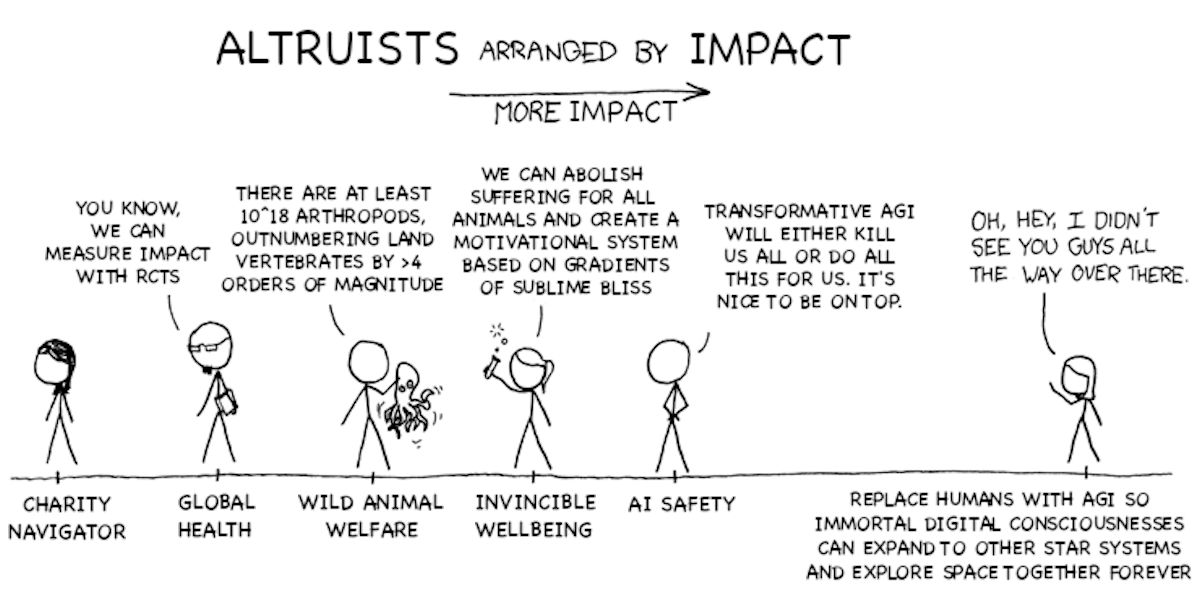 ALTRUISTS ARRANGED BY IMPACT
MORE IMPACT
YOU KNOW,
WE CAN
MEASURE IMPACT
WITH RCTS
THERE ARE AT LEAST
10^18 ARTHROPODS,
OUTNUMBERING LAND
VERTEBRATES BY >4
ORDERS OF MAGNITUDE
WE CAN ABOLISH
SUFFERING FOR ALL
ANIMALS AND CREATE A
MOTIVATIONAL SYSTEM
BASED ON GRADIENTS
OF SUBLIME BLISS
TRANSFORMATIVE AGI
WILL EITHER KILL
US ALL OR DO ALL
THIS FOR US. IT'S
NICE TO BE ON TOP.
OH, HEY, I DIDN'T
SEE YOU GUYS ALL
THE WAY OVER THERE.
CHARITY
NAVIGATOR
GLOBAL
HEALTH
WILD ANIMAL
WELFARE
INVINCIBLE
WELLBEING
AI SAFETY
REPLACE HUMANS WITH AGI SO
IMMORTAL DIGITAL CONSCIOUSNESSES
CAN EXPAND TO OTHER STAR SYSTEMS
AND EXPLORE SPACE TOGETHER FOREVER